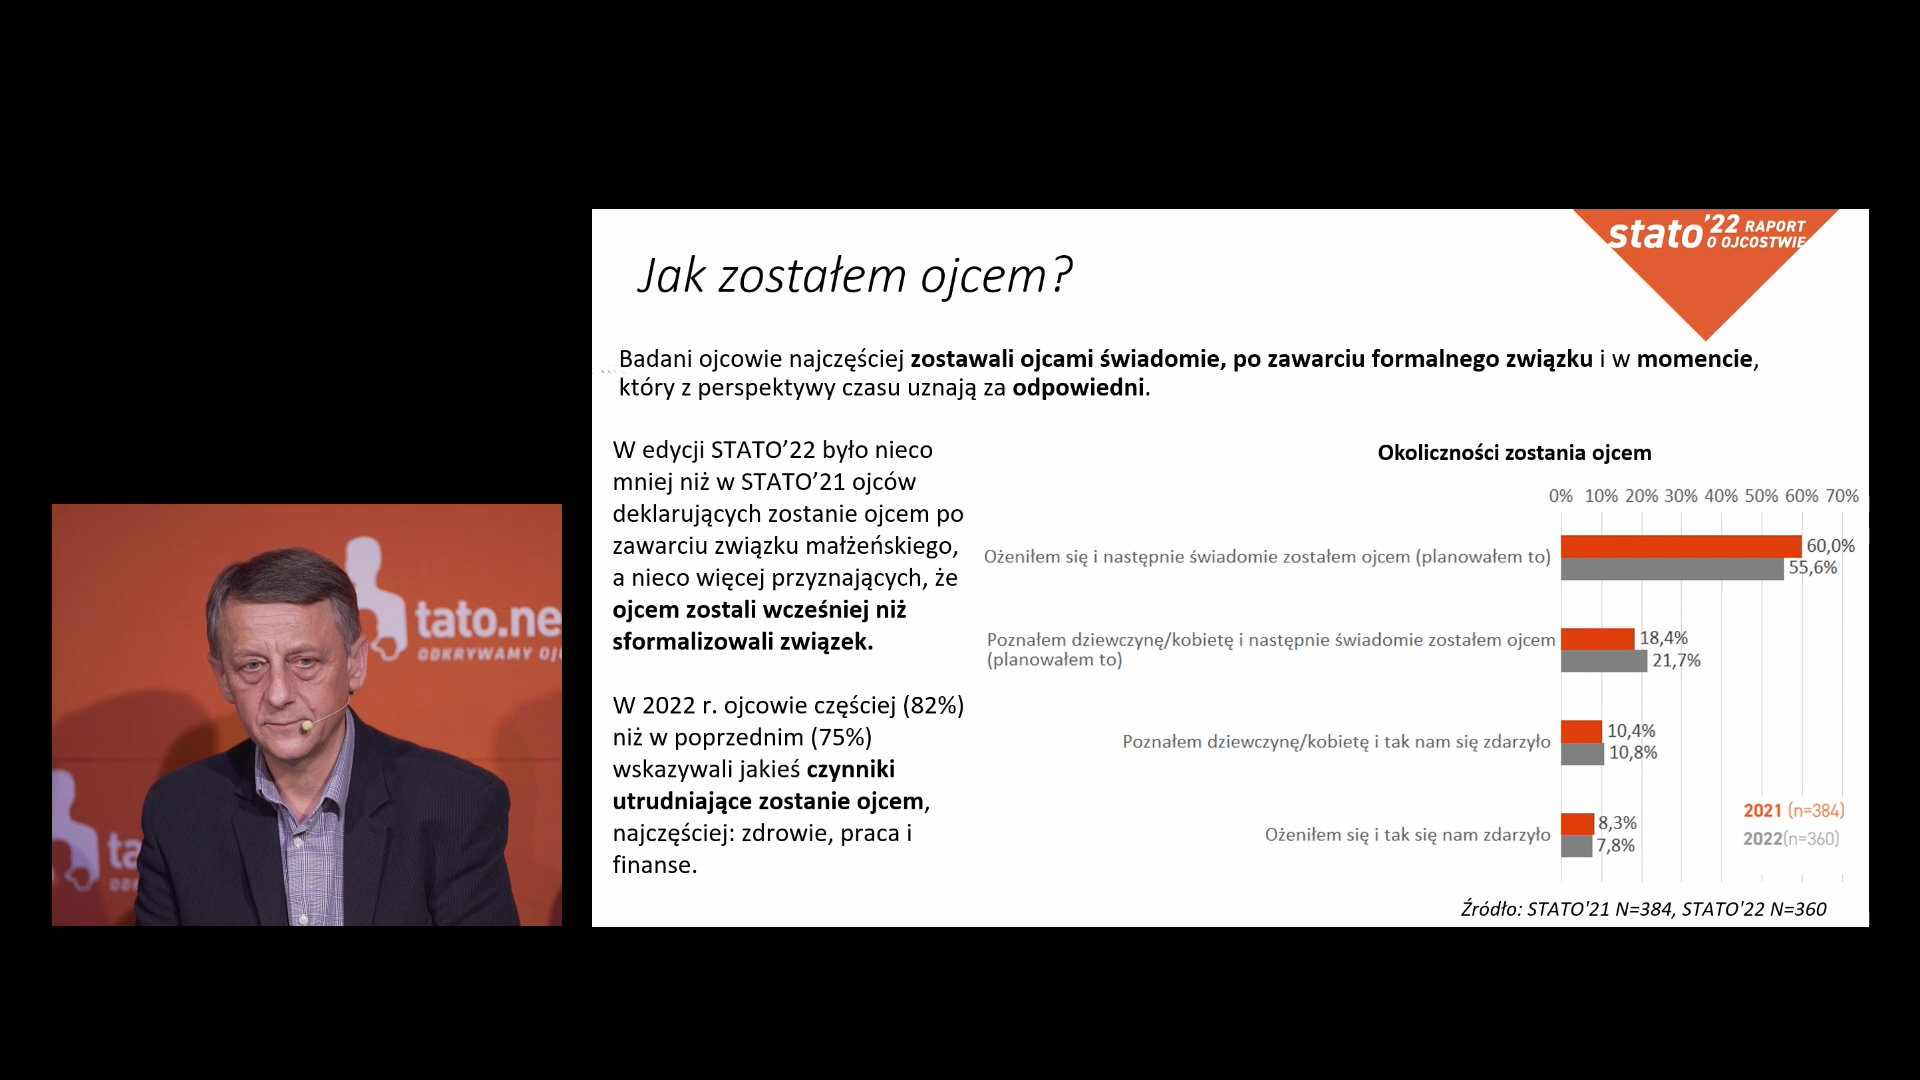 stato'22 RAPORT
O OJCOSTWIE
Jak zostałem ojcem?
Badani ojcowie najczęściej zostawali ojcami świadomie, po zawarciu formalnego związku i w momencie,
który z perspektywy czasu uznają za odpowiedni.
W edycji STATO’22 było nieco
mniej niż w STATO’21 ojców
deklarujących zostanie ojcem po
zawarciu związku małżeńskiego,
a nieco więcej przyznających, że
ojcem zostali wcześniej niż
sformalizowali związek.
W 2022 r. ojcowie częściej (82%)
niż w poprzednim (75%)
wskazywali jakieś czynniki
utrudniające zostanie ojcem,
najczęściej: zdrowie, praca i
finanse.
Okoliczności zostania ojcem
0% 10% 20% 30% 40% 50% 60% 70%
Ożeniłem się i następnie świadomie zostałem ojcem (planowałem to)
60,0%
55,6%
Poznałem dziewczynę/kobietę i następnie świadomie zostałem ojcem
(planowałem to)
18,4%
21,7%
Poznałem dziewczynę/kobietę i tak nam się zdarzyło
10,4%
10,8%
Ożeniłem się i tak się nam zdarzyło
8,3%
7,8%
2021 (n=384)
2022(n=360)
Źródło: STATO'21 N=384, STATO'22 N=360
tato.ne
ODKRYWAMY OJ
ta
OD